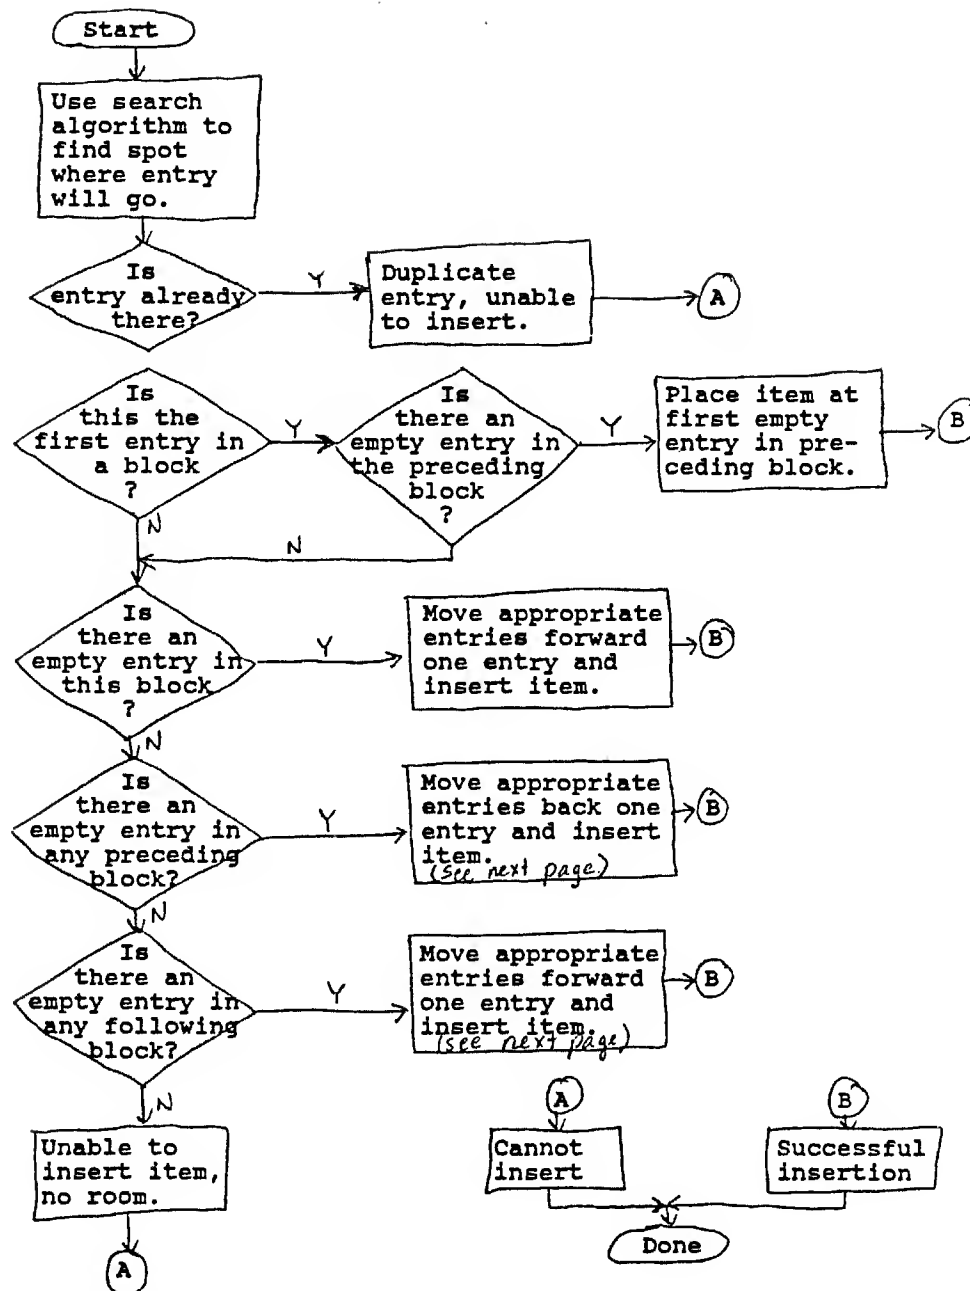 Start
Use search
algorithm to
find spot
where entry
will go.
Is
entry already
there?
Y
Duplicate
entry, unable
to insert.
A
Is
this the
first entry in
a block
?
Y
Is
there an
empty entry in
the preceding
block
?
Y
Place item at
first empty
entry in pre-
ceding block.
B
N
N
Is
there an
empty entry in
this block
?
Y
Move appropriate
entries forward
one entry and
insert item.
B
N
Is
there an
empty entry in
any preceding
block?
Y
Move appropriate
entries back one
entry and insert
item.
(see next page)
B
N
Is
there an
empty entry in
any following
block?
Y
Move appropriate
entries forward
one entry and
insert item.
(see next page)
B
N
Unable to
insert item,
no room.
A
A
Cannot
insert
B
Successful
insertion
Done